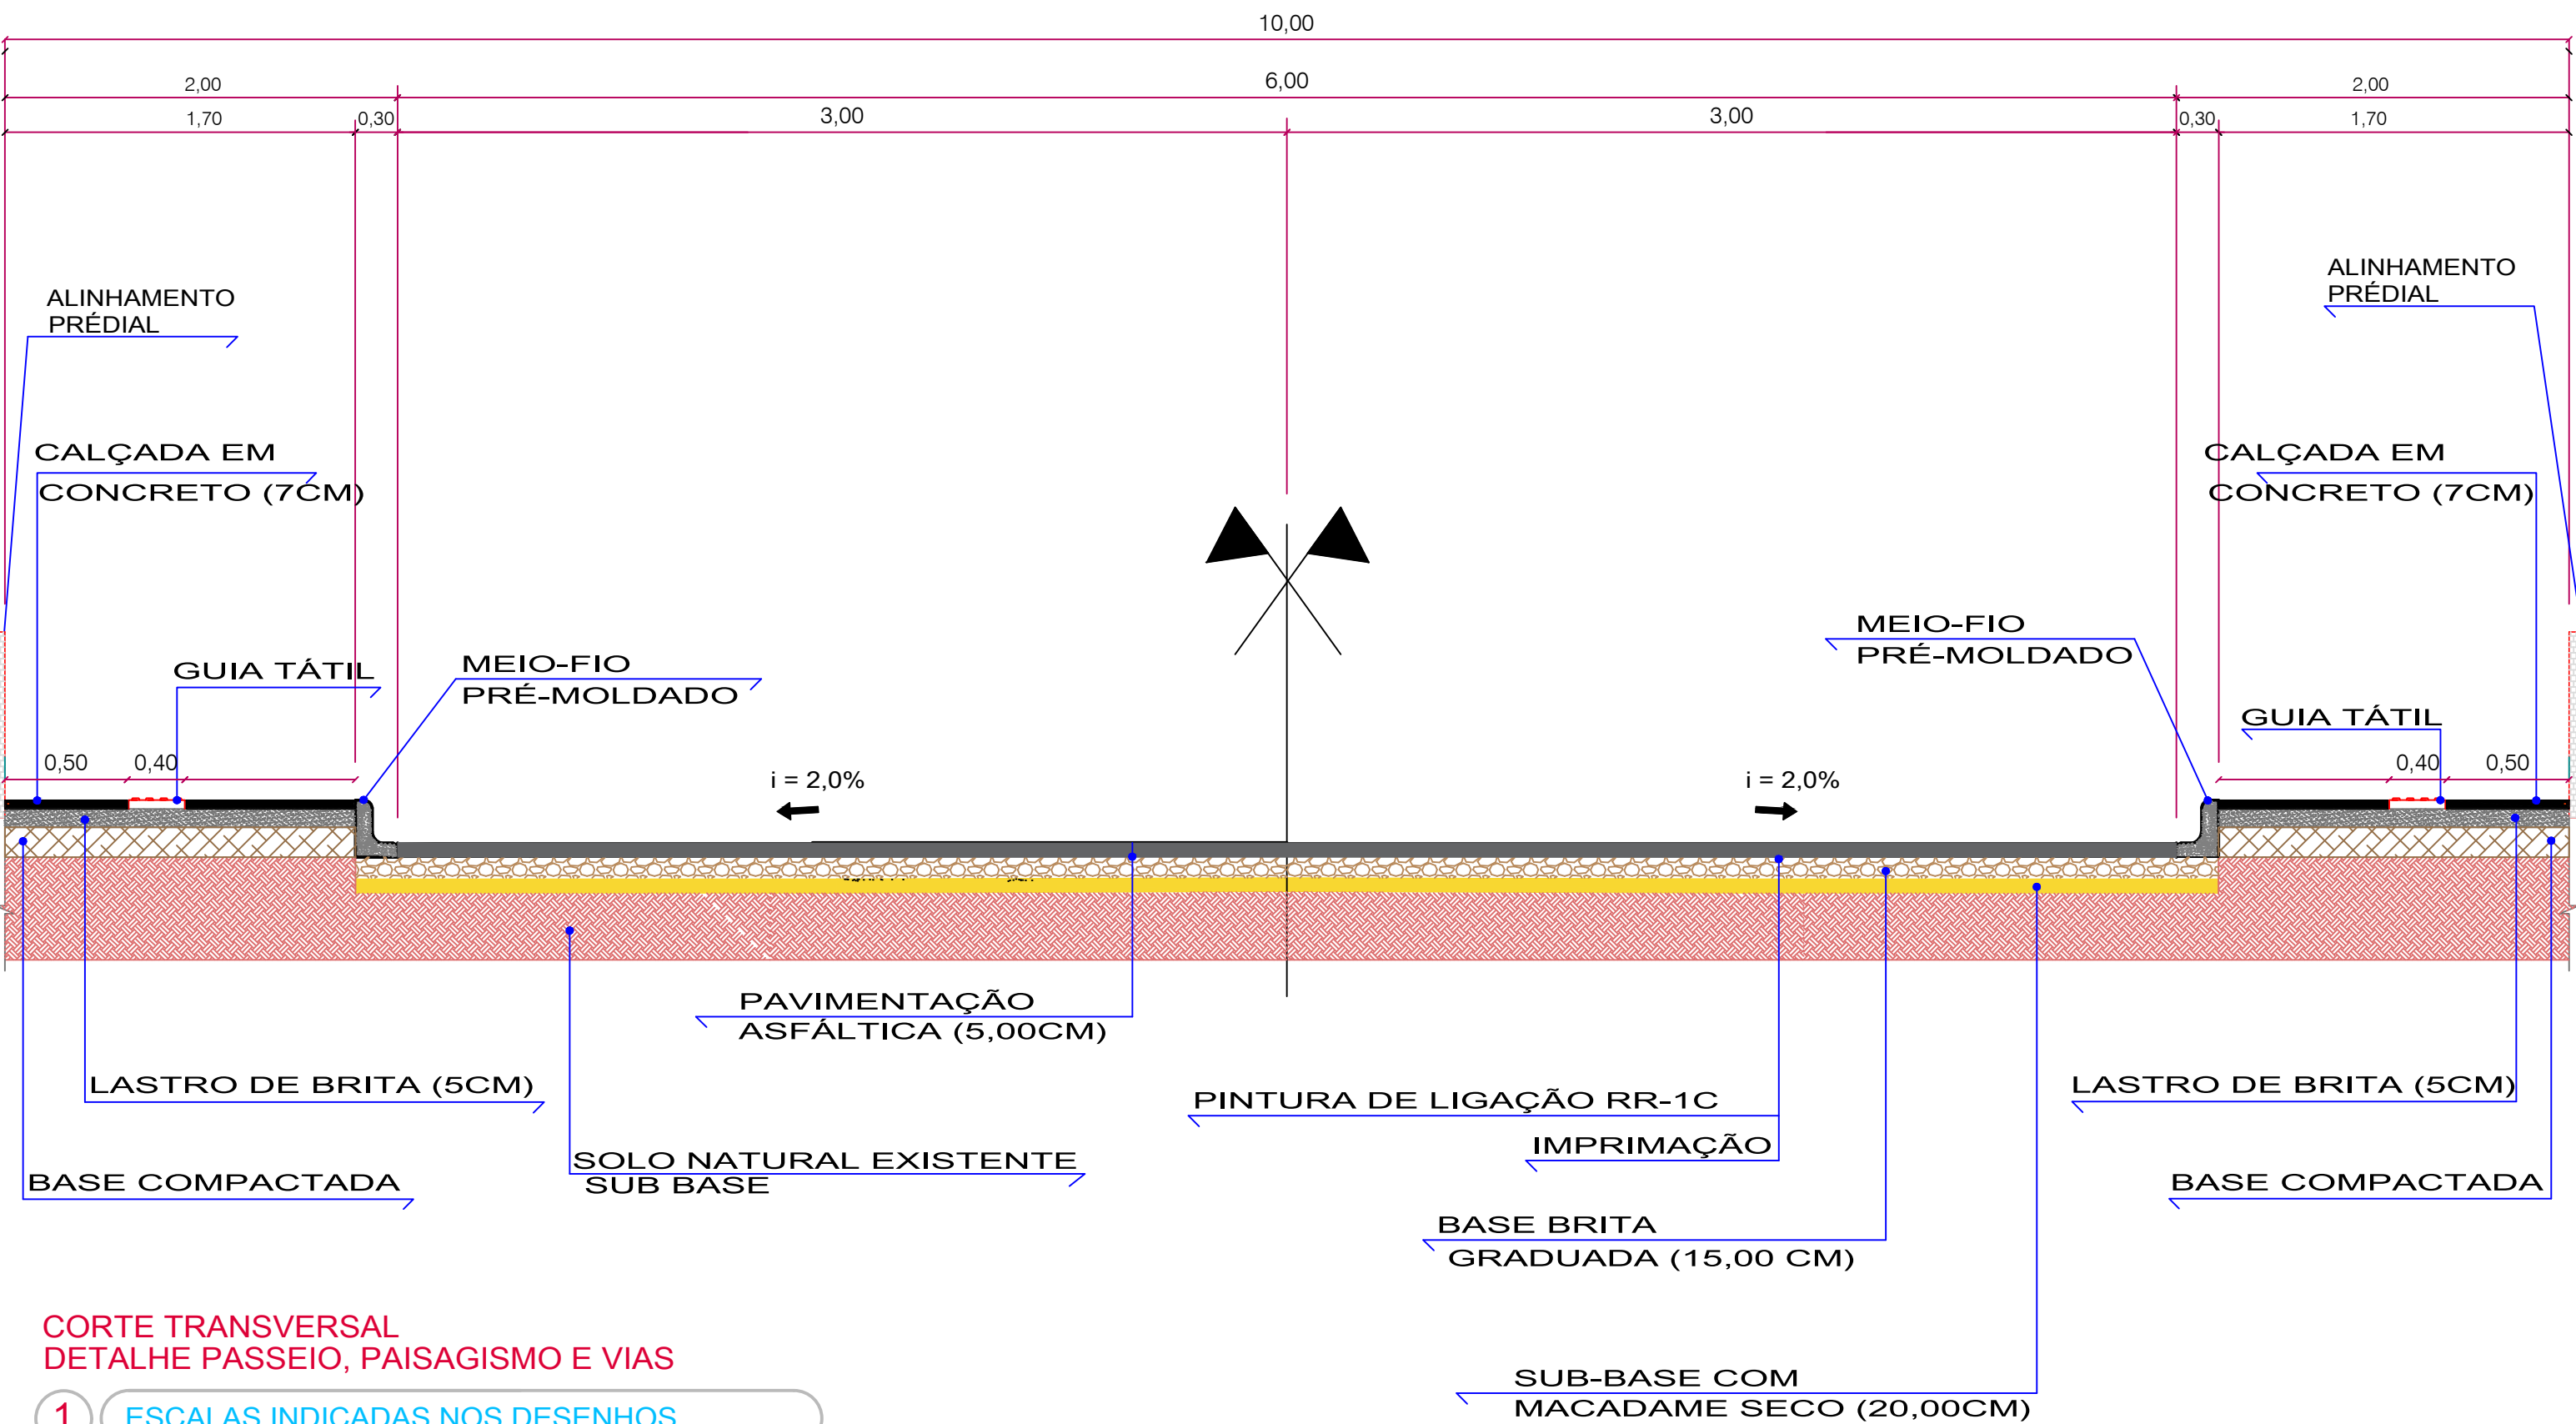 10,00
2,00
6,00
2,00
1,70
0,30
3,00
3,00
0,30
1,70
ALINHAMENTO
PRÉDIAL
ALINHAMENTO
PRÉDIAL
CALÇADA EM
CONCRETO (7CM)
CALÇADA EM
CONCRETO (7CM)
GUIA TÁTIL
MEIO-FIO
PRÉ-MOLDADO
MEIO-FIO
PRÉ-MOLDADO
GUIA TÁTIL
0,50
0,40
i = 2,0%
i = 2,0%
0,40
0,50
PAVIMENTAÇÃO
ASFÁLTICA (5,00CM)
LASTRO DE BRITA (5CM)
PINTURA DE LIGAÇÃO RR-1C
LASTRO DE BRITA (5CM)
IMPRIMAÇÃO
SOLO NATURAL EXISTENTE
SUB BASE
BASE COMPACTADA
BASE COMPACTADA
BASE BRITA
GRADUADA (15,00 CM)
SUB-BASE COM
MACADAME SECO (20,00CM)
CORTE TRANSVERSAL
DETALHE PASSEIO, PAISAGISMO E VIAS
1
ESCALAS INDICADAS NOS DESENHOS